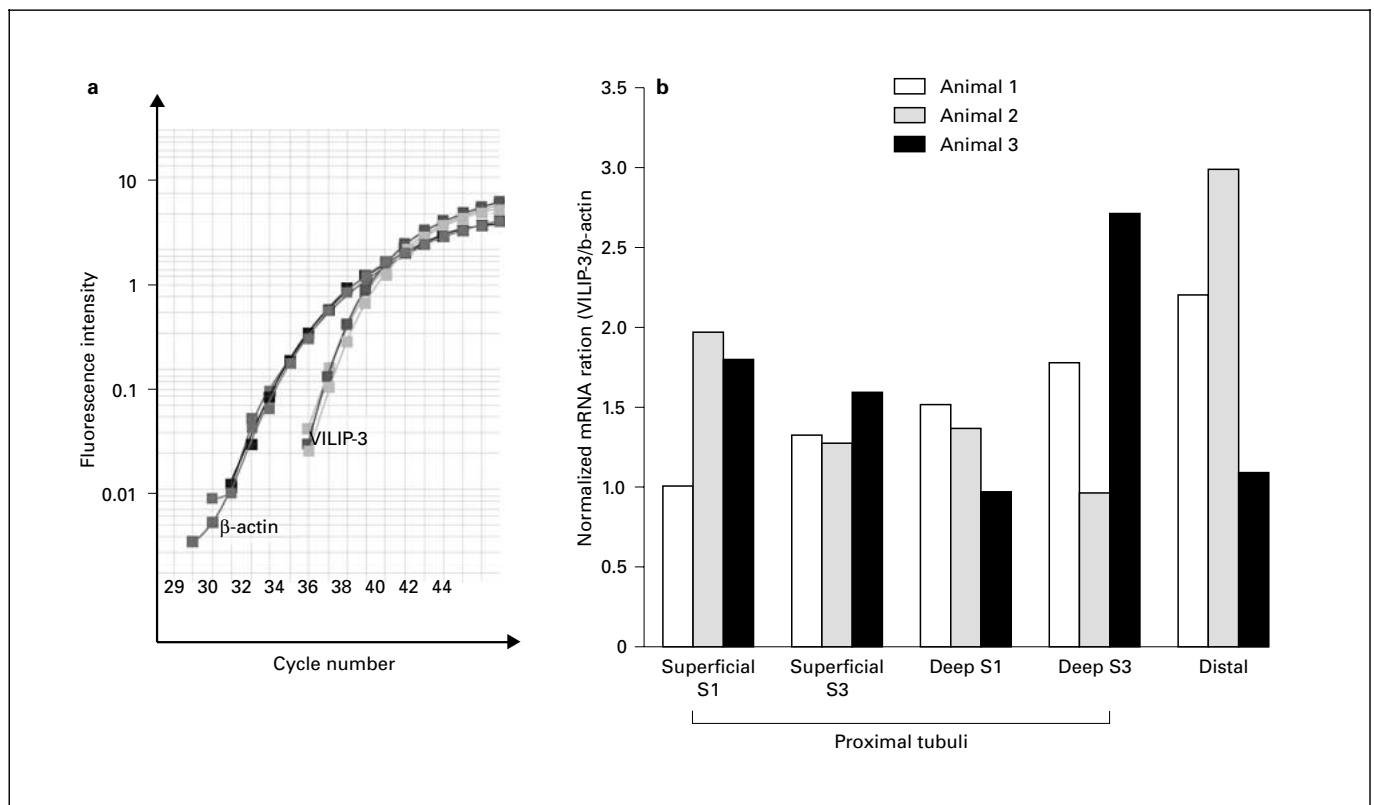 a
10
1
0.1
0.01
Fluorescence intensity
VILIP-3
β-actin
29 30 32 34 36 38 40 42 44
Cycle number
b
Animal 1
Animal 2
Animal 3
3.5
3.0
2.5
2.0
1.5
1.0
0.5
0
Normalized mRNA ration (VILIP-3/b-actin
Superficial S1
Superficial S3
Deep S1
Deep S3
Distal
Proximal tubuli